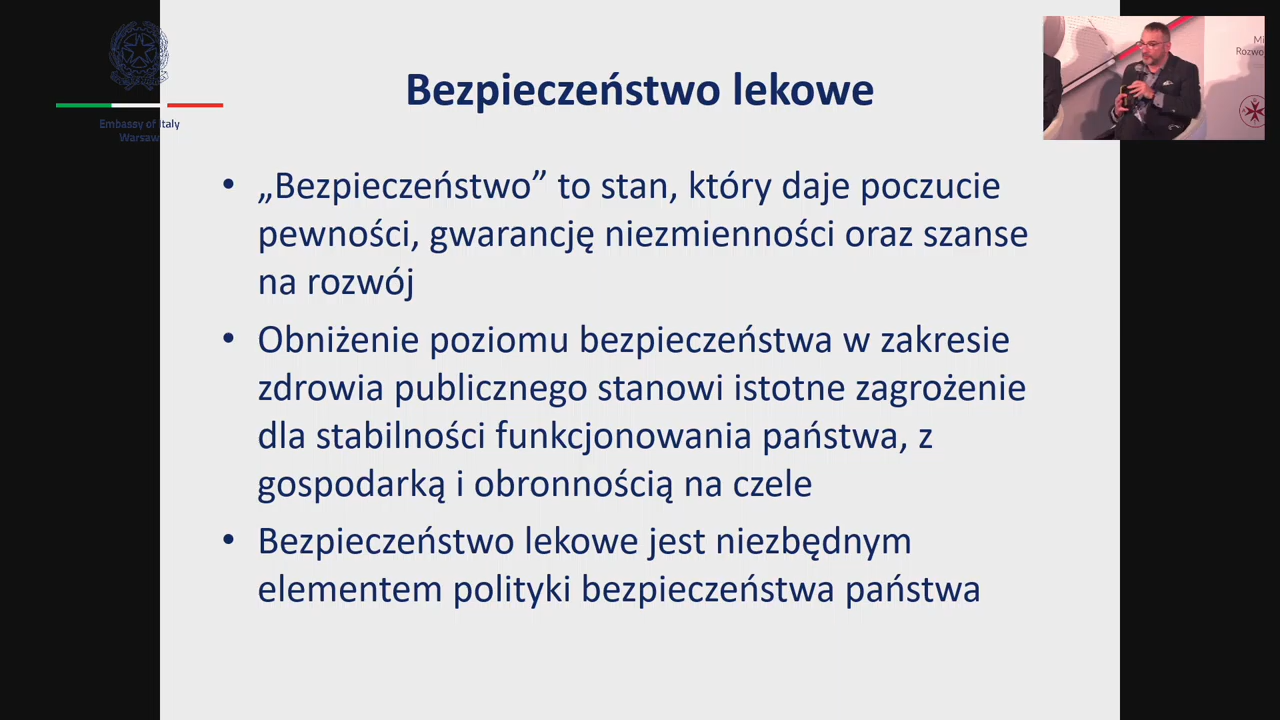 Embassy of Italy
Warsaw
Bezpieczeństwo lekowe
Mi
Rozwo
• „Bezpieczeństwo” to stan, który daje poczucie
pewności, gwarancję niezmienności oraz szanse
na rozwój
• Obniżenie poziomu bezpieczeństwa w zakresie
zdrowia publicznego stanowi istotne zagrożenie
dla stabilności funkcjonowania państwa, z
gospodarką i obronnością na czele
• Bezpieczeństwo lekowe jest niezbędnym
elementem polityki bezpieczeństwa państwa